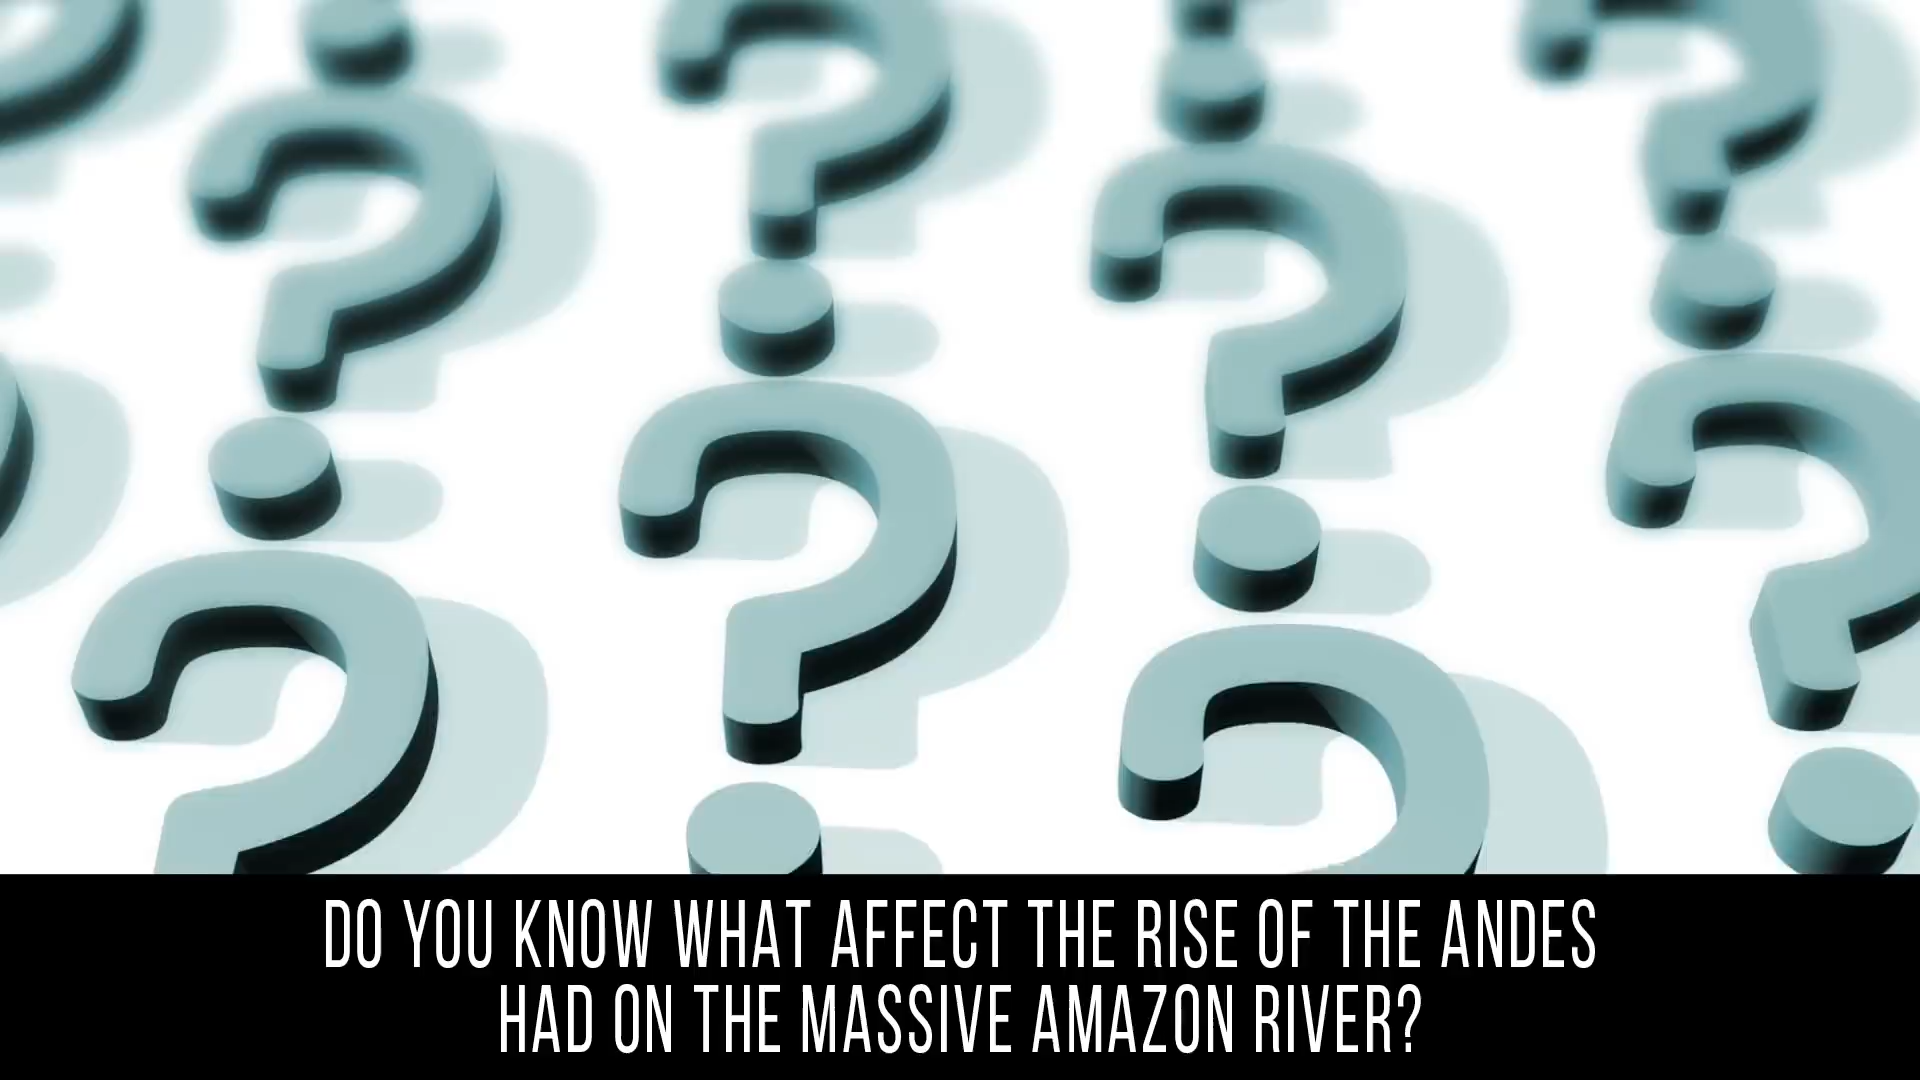 DO YOU KNOW WHAT AFFECT THE RISE OF THE ANDES
HAD ON THE MASSIVE AMAZON RIVER?